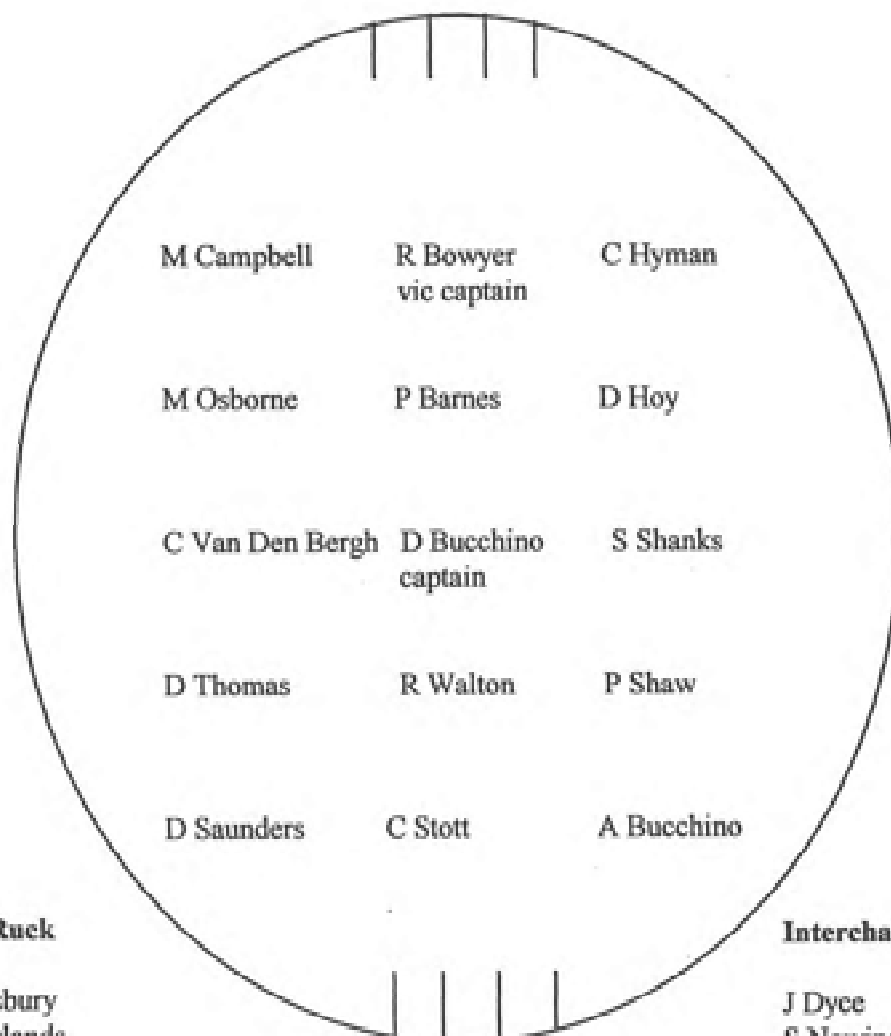 M Campbell R Bowyer C Hyman
vic captain
M Osborne P Barnes D Hoy
C Van Den Bergh D Bucchino S Shanks
captain
D Thomas R Walton P Shaw
D Saunders C Stott A Bucchino
Ruck
J Dyce